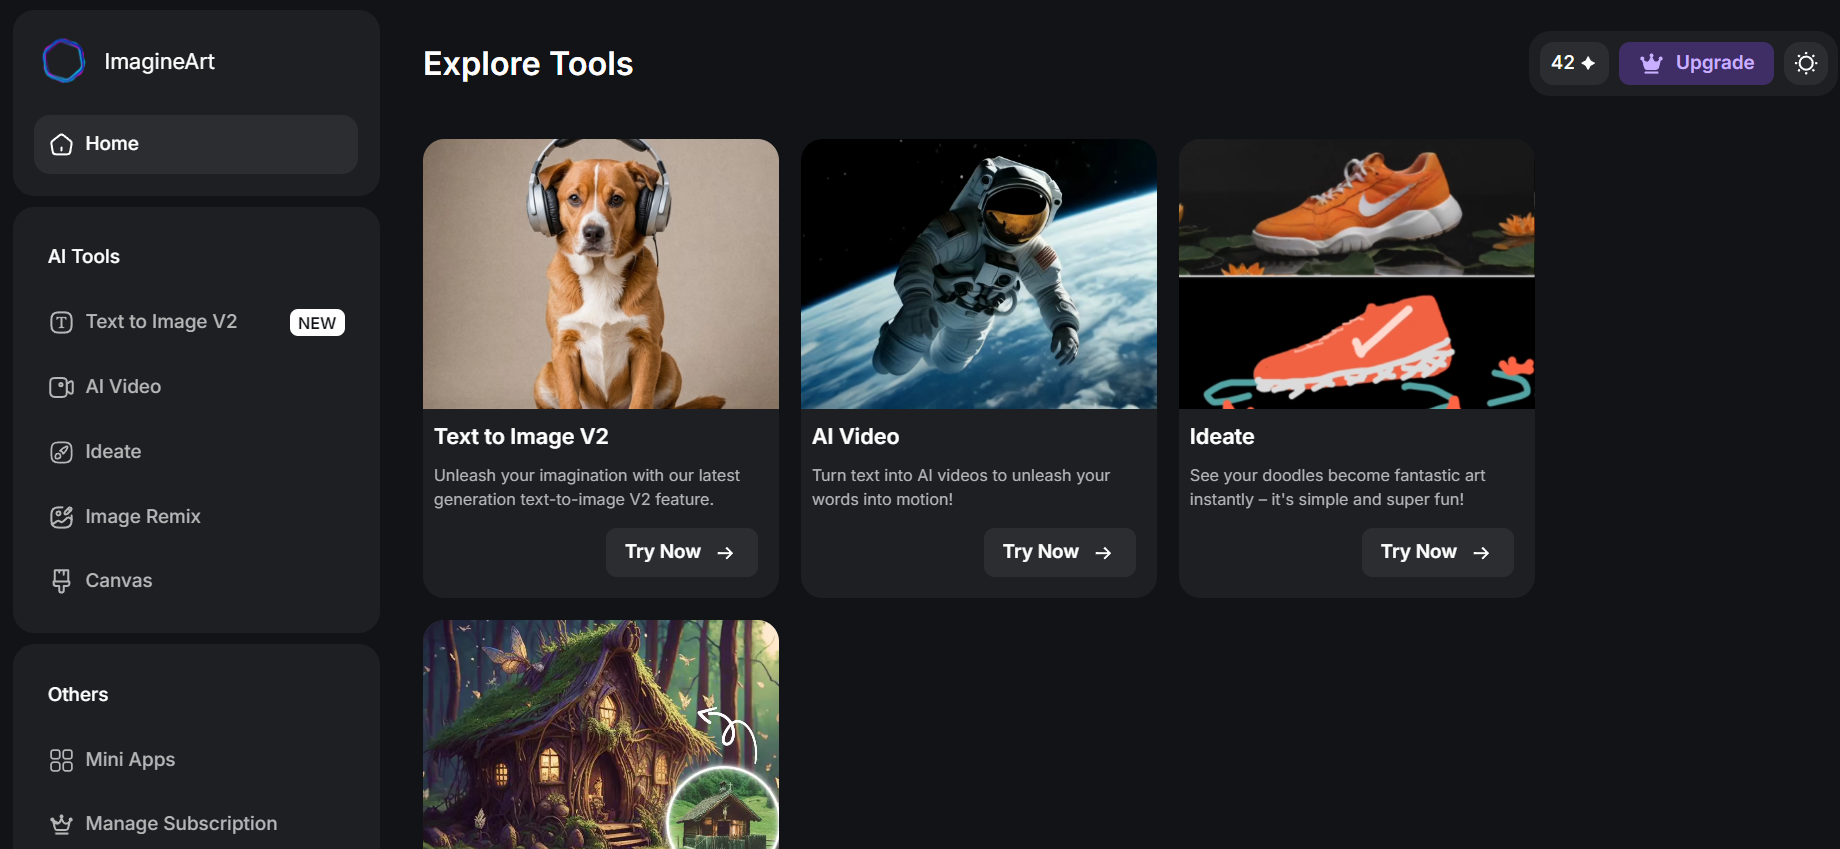 ImagineArt
Home
AI Tools
Text to Image V2
NEW
AI Video
Ideate
Image Remix
Canvas
Others
Mini Apps
Manage Subscription
Explore Tools
42
Upgrade
Text to Image V2
Unleash your imagination with our latest
generation text-to-image V2 feature.
Try Now
AI Video
Turn text into AI videos to unleash your
words into motion!
Try Now
Ideate
See your doodles become fantastic art
instantly – it's simple and super fun!
Try Now